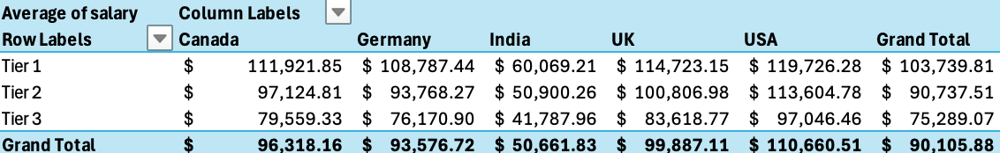 Average of salary Column Labels
Row Labels Canada Germany India UK USA Grand Total
Tier 1 $ 111,921.85 $ 108,787.44 $ 60,069.21 $ 114,723.15 $ 119,726.28 $ 103,739.81
Tier 2 $ 97,124.81 $ 93,768.27 $ 50,900.26 $ 100,806.98 $ 113,604.78 $ 90,737.51
Tier 3 $ 79,559.33 $ 76,170.90 $ 41,787.96 $ 83,618.77 $ 97,046.46 $ 75,289.07
Grand Total $ 96,318.16 $ 93,576.72 $ 50,661.83 $ 99,887.11 $ 110,660.51 $ 90,105.88